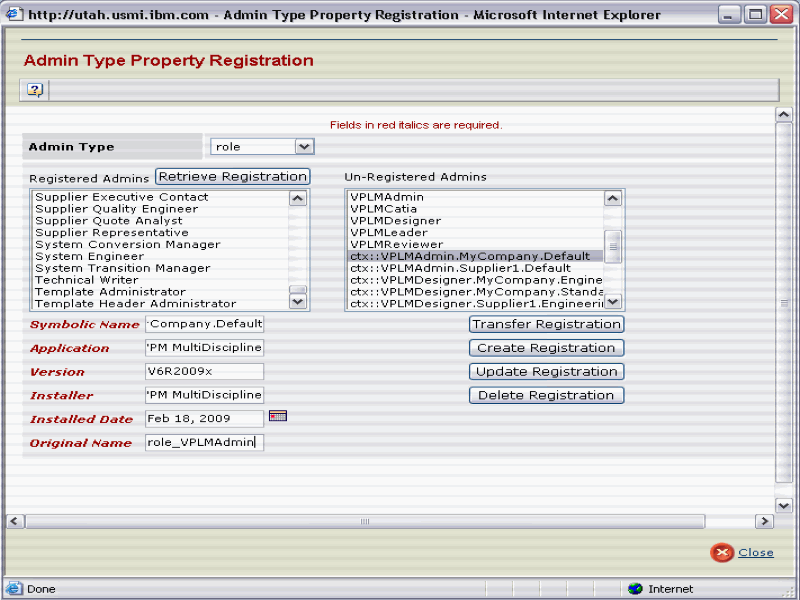 http://utah.usmi.ibm.com - Admin Type Property Registration - Microsoft Internet Explorer
Admin Type Property Registration
Fields in red italics are required.
Admin Type role
Registered Admins Retrieve Registration Un-Registered Admins
Supplier Executive Contact VPLMAdmin
Supplier Quality Engineer VPLMCatia
Supplier Quote Analyst VPLMDesigner
Supplier Representative VPLMLeader
System Conversion Manager VPLMReviewer
System Engineer ctx::VPLMAdmin.MyCompany.Default
System Transition Manager ctx::VPLMAdmin.Supplier1.Default
Technical Writer ctx::VPLMDesigner.MyCompany.Engine
Template Administrator ctx::VPLMDesigner.MyCompany.Standa
Template Header Administrator ctx::VPLMDesigner.Supplier1.Engineeri
Symbolic Name Company.Default Transfer Registration
Application PM MultiDiscipline Create Registration
Version V6R2009x Update Registration
Installer PM MultiDiscipline Delete Registration
Installed Date Feb 18, 2009
Original Name role_VPLMAdmin
Close
Done Internet